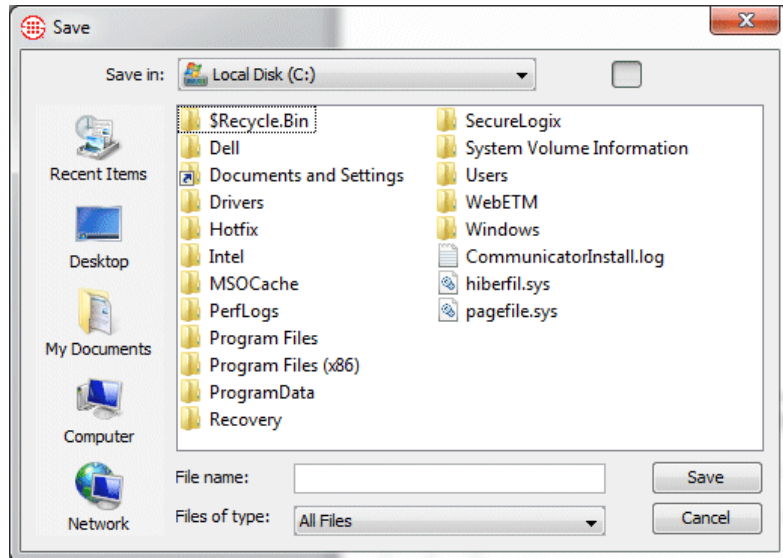 Save
Save in: Local Disk (C:)
Recent Items
Desktop
My Documents
Computer
Network
$Recycle.Bin
Dell
Documents and Settings
Drivers
Hotfix
Intel
MSOCache
PerfLogs
Program Files
Program Files (x86)
ProgramData
Recovery
SecureLogix
System Volume Information
Users
WebETM
Windows
CommunicatorInstall.log
hiberfil.sys
pagefile.sys
File name:
Save
Files of type: All Files
Cancel